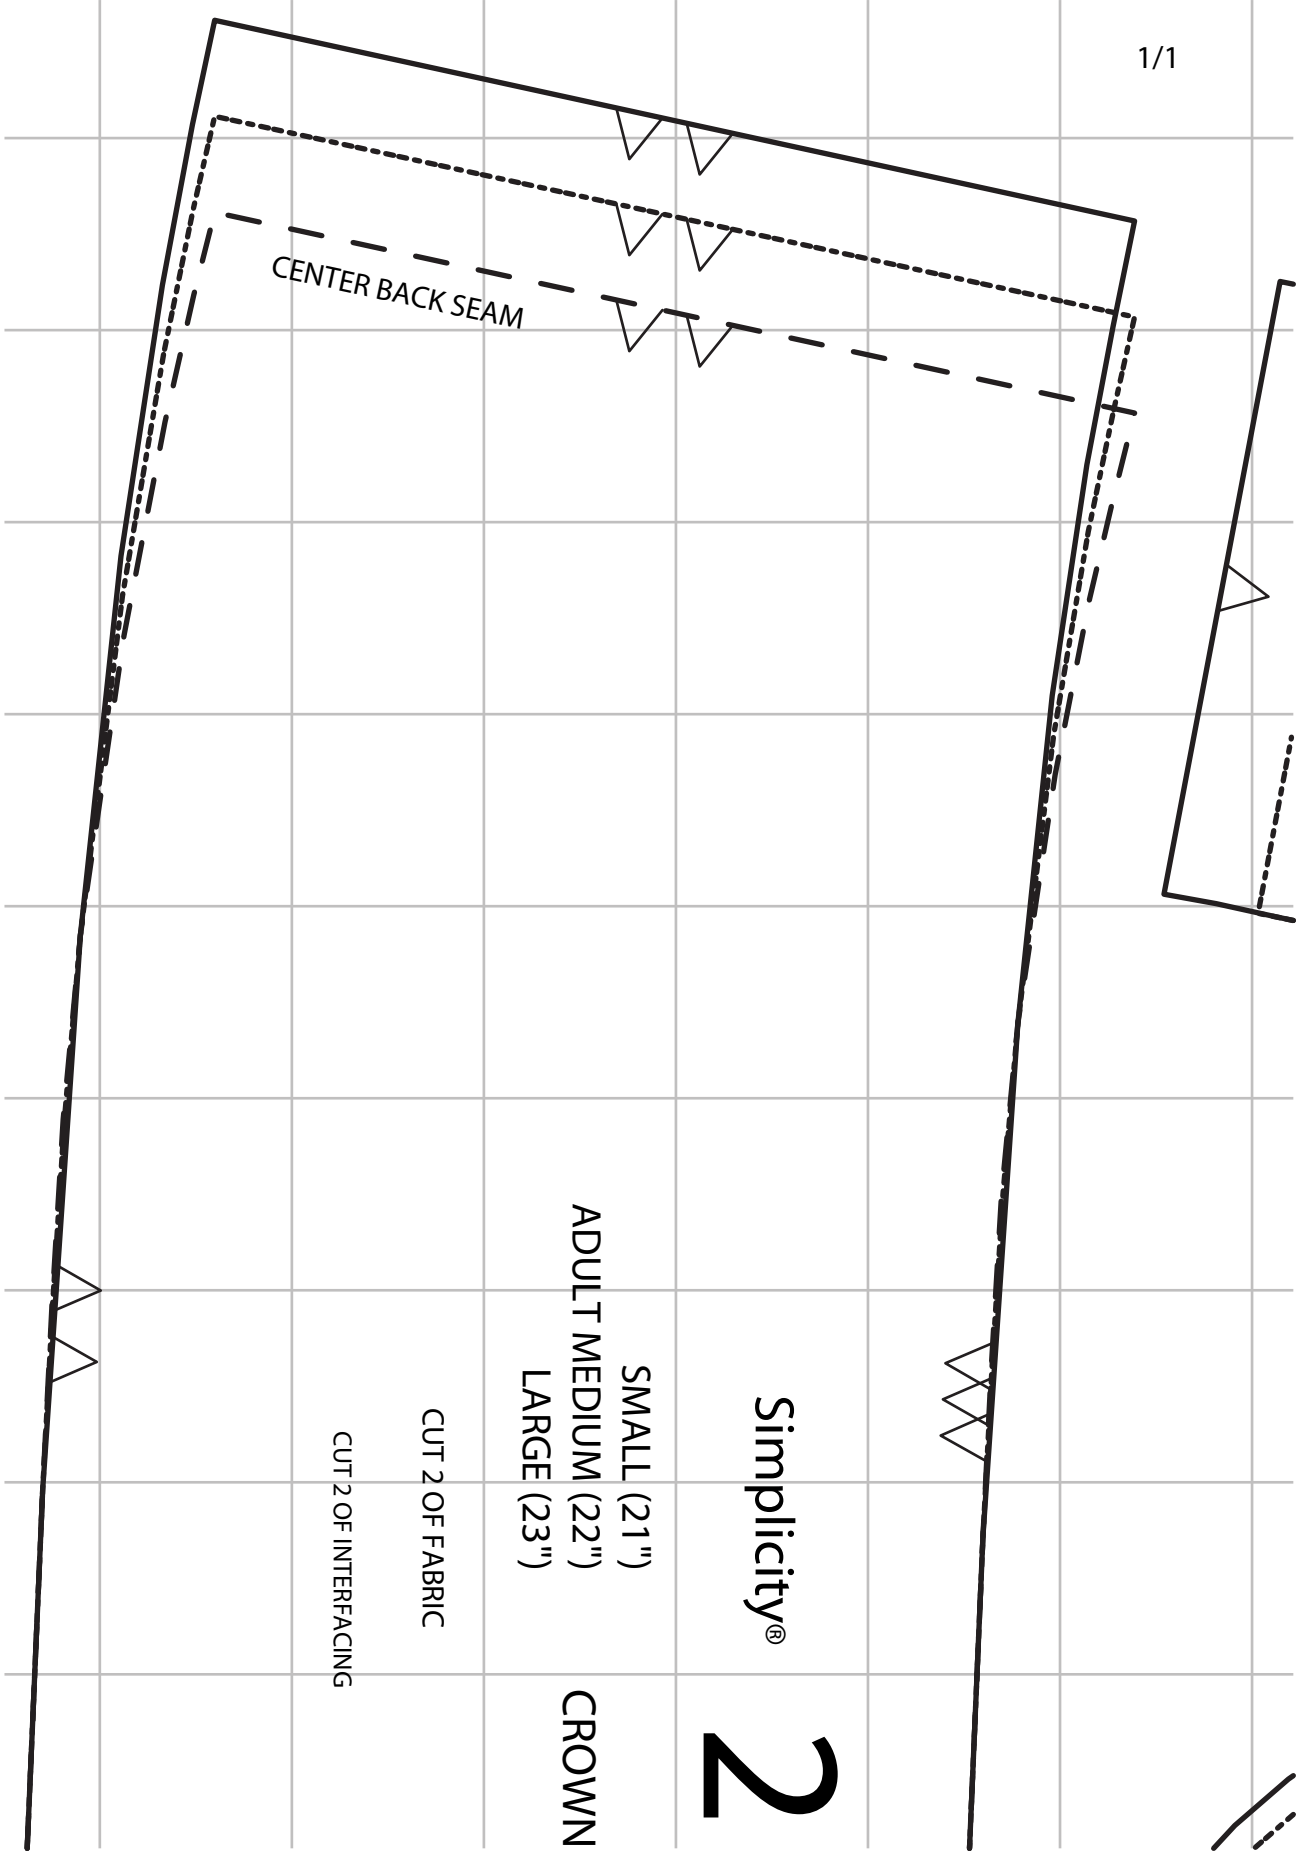 1/1
CENTER BACK SEAM
Simplicity®
2
SMALL (21")
ADULT MEDIUM (22")
LARGE (23")
CROWN
CUT 2 OF FABRIC
CUT 2 OF INTERFACING